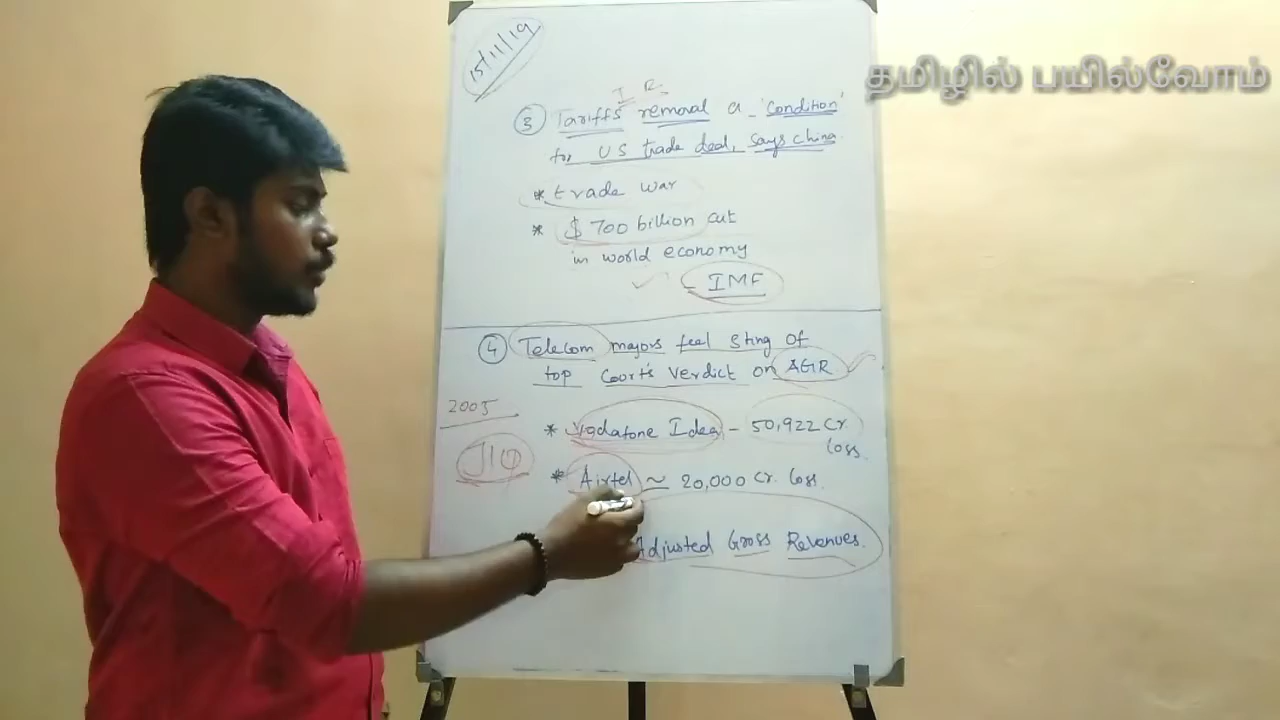 தமிழில் பயில்வோம்
15/11/19
I R
③ Tariffs removal a 'condition'
for US trade deal, says china.
* trade war
* $ 700 billion cut
in world economy
- IMF
④ Telecom majors feel sting of
top Court's Verdict on AGR
2005
* Vodafone Idea - 50,922 Cr
loss.
JIO
* Airtel ~ 20,000 Cr. loss.
Adjusted Gross Revenues.